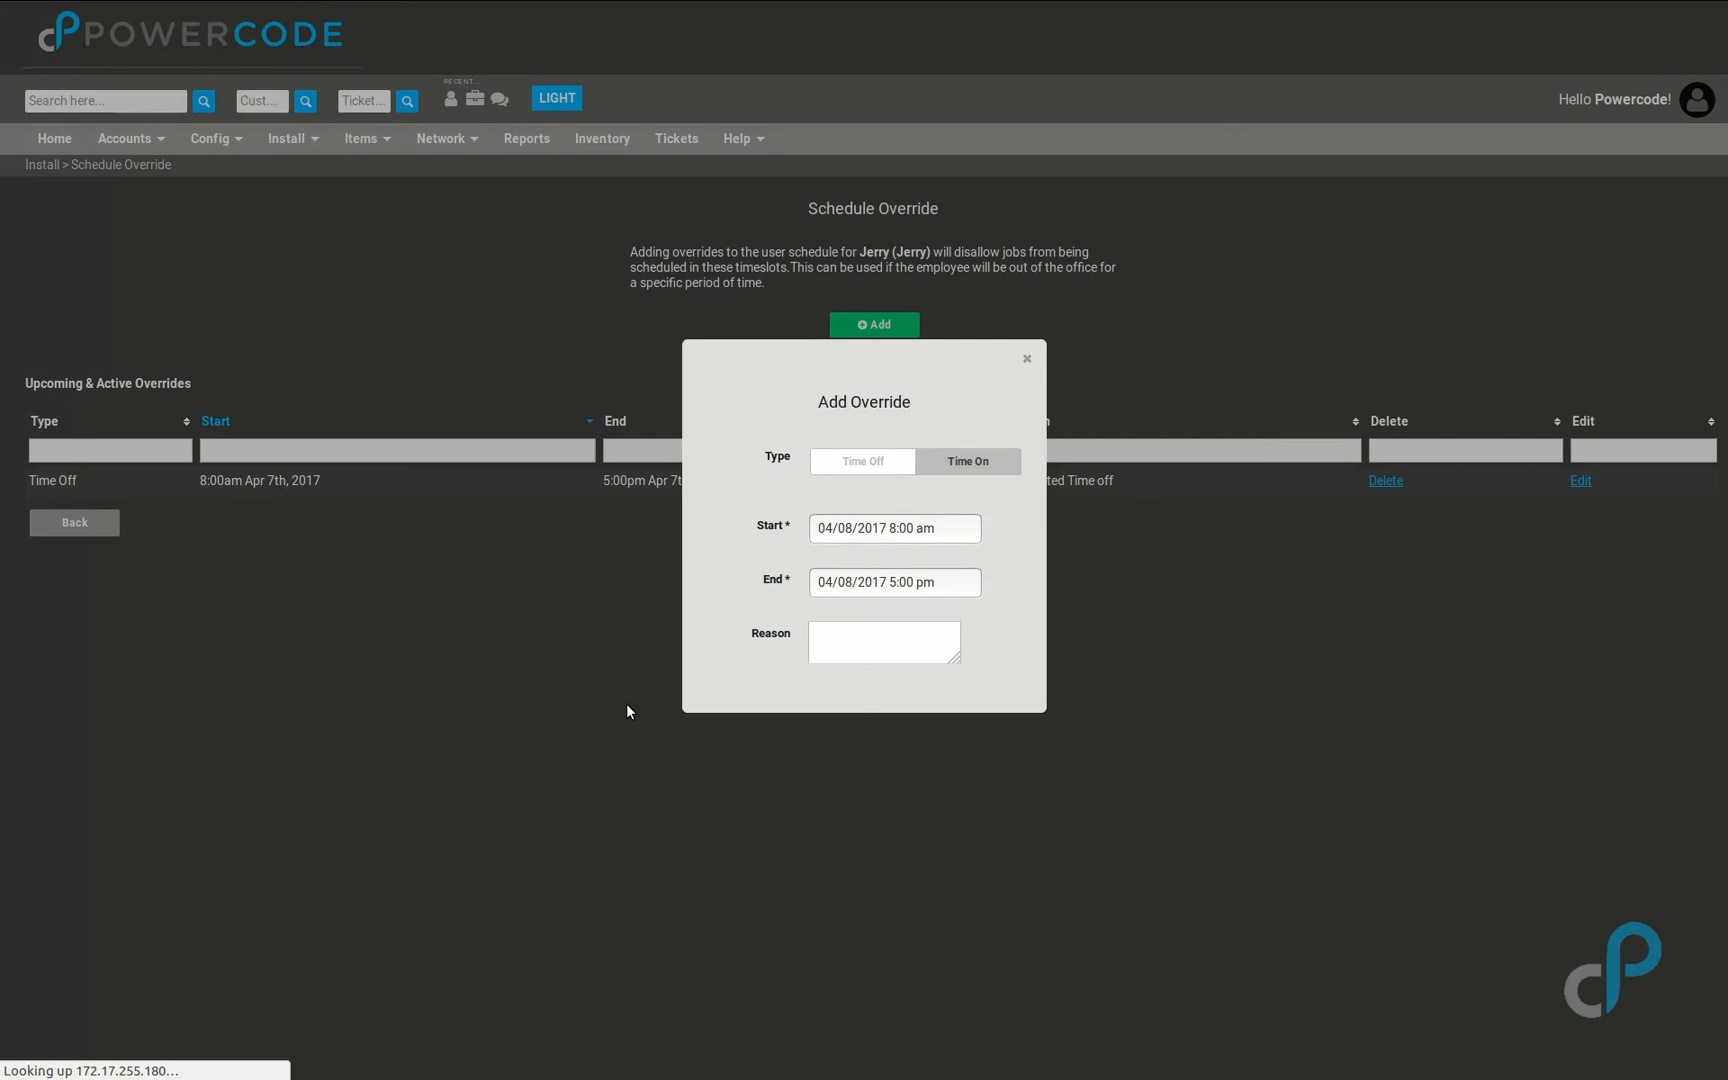 POWERCODE
RECENT...
Search here...
Cust...
Ticket...
LIGHT
Hello Powercode!
Home Accounts Config Install Items Network Reports Inventory Tickets Help
Install > Schedule Override
Schedule Override
Adding overrides to the user schedule for Jerry (Jerry) will disallow jobs from being
scheduled in these timeslots.This can be used if the employee will be out of the office for
a specific period of time.
Add
Upcoming & Active Overrides
Type Start End Delete Edit
Time Off 8:00am Apr 7th, 2017 5:00pm Apr 7t ted Time off Delete Edit
Back
Add Override
Type Time Off Time On
Start * 04/08/2017 8:00 am
End * 04/08/2017 5:00 pm
Reason
Looking up 172.17.255.180...